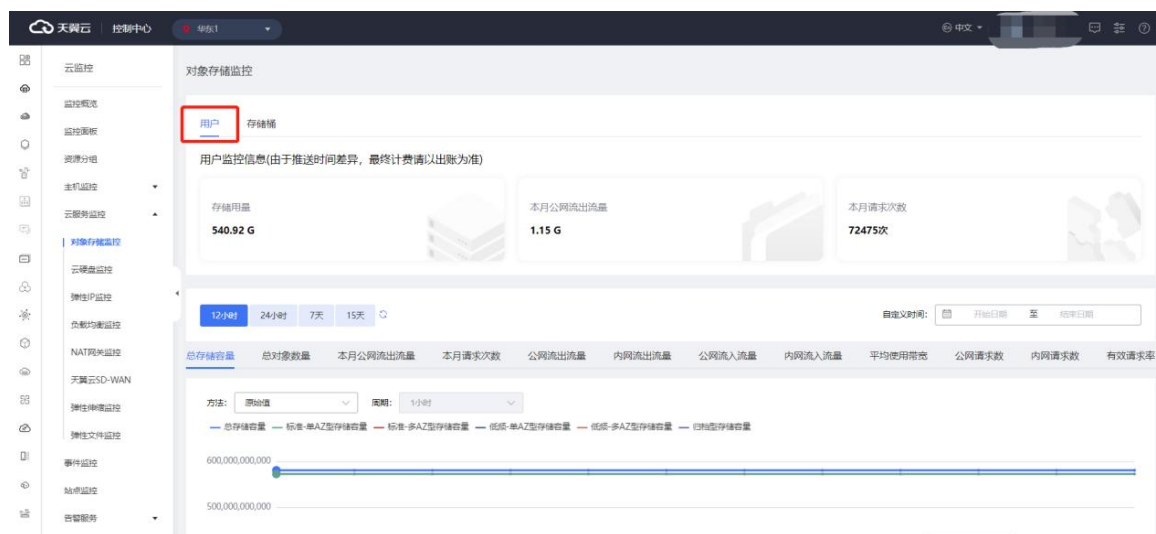 天翼云 控制中心 华东1 中文
云监控
监控概览
监控面板
资源分组
主机监控
云服务监控
对象存储监控
云硬盘监控
弹性IP监控
负载均衡监控
NAT网关监控
天翼云SD-WAN
弹性伸缩监控
弹性文件监控
事件监控
站点监控
告警服务
对象存储监控
用户 存储桶
用户监控信息(由于推送时间差异，最终计费请以出账为准)
存储用量 本月公网流出流量 本月请求次数
540.92 G 1.15 G 72475次
12小时 24小时 7天 15天 自定义时间: 开始日期 至 结束日期
总存储容量 总对象数量 本月公网流出流量 本月请求次数 公网流出流量 内网流出流量 公网流入流量 内网流入流量 平均使用带宽 公网请求数 内网请求数 有效请求率
方法: 原始值 周期: 1小时
总存储容量 标准-单AZ型存储容量 标准-多AZ型存储容量 低频-单AZ型存储容量 低频-多AZ型存储容量 归档型存储容量
600,000,000,000
500,000,000,000